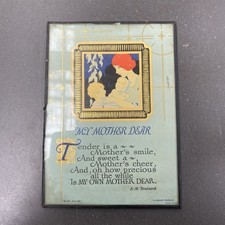 MY MOTHER DEAR
Tender is a
Mother's smile,
And sweet a
Mother's cheer,
And, oh how precious
all the while
Is MY OWN MOTHER DEAR.